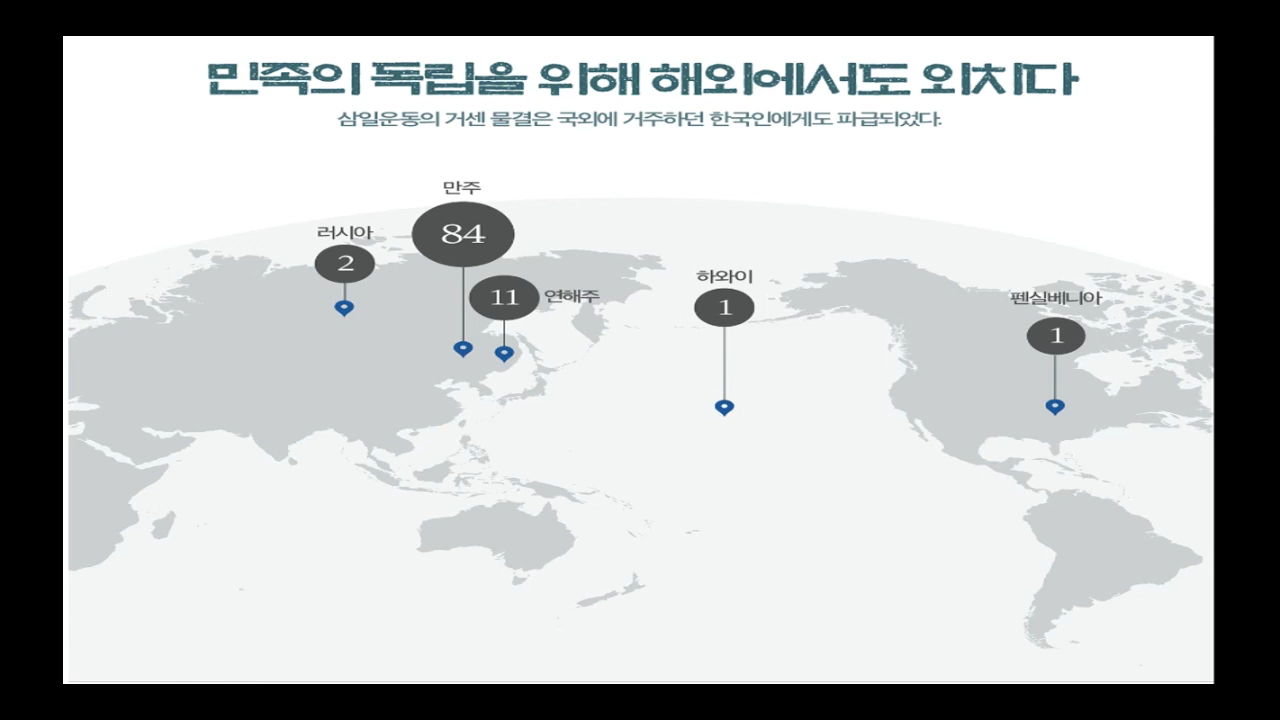 민족의 독립을 위해 해외에서도 외치다
삼일운동의 거센 물결은 국외에 거주하던 한국인에게도 파급되었다.
만주
84
러시아
2
하와이
1
11 연해주
펜실베니아
1